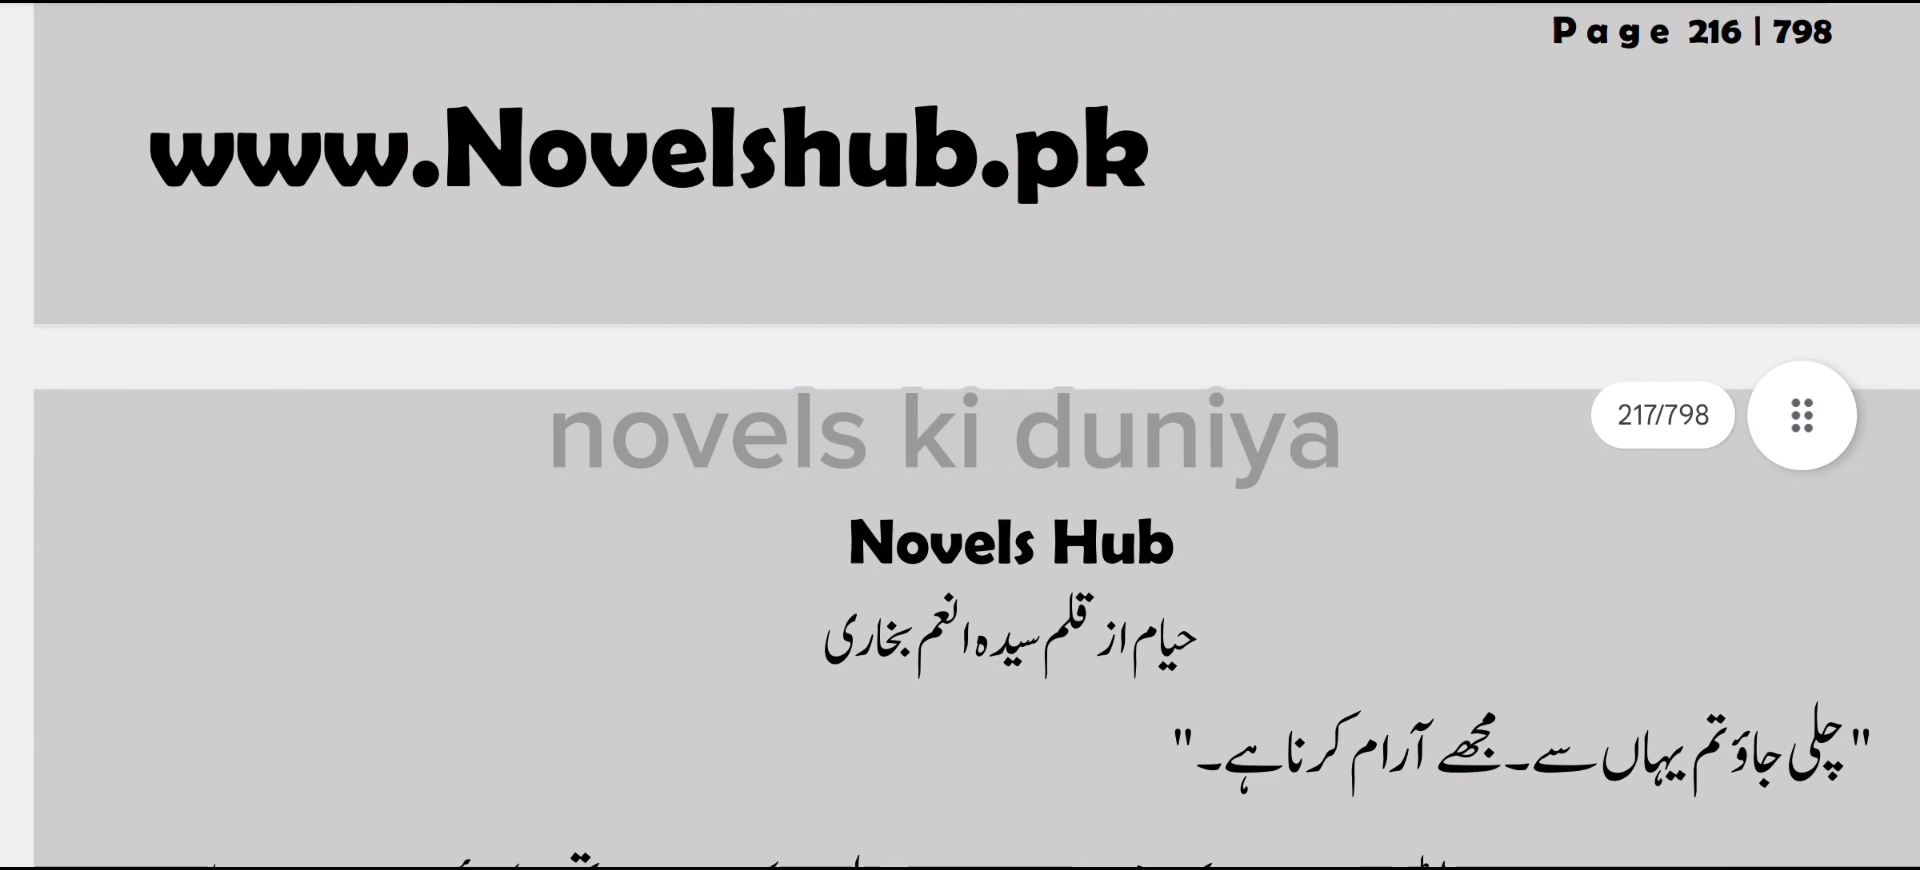 Page 216 | 798
www.Novelshub.pk
novels ki duniya
217/798
Novels Hub
حیام از قلم سیدہ انعم بخاری
"چلی جاؤ تم یہاں سے۔ مجھے آرام کرنا ہے۔"